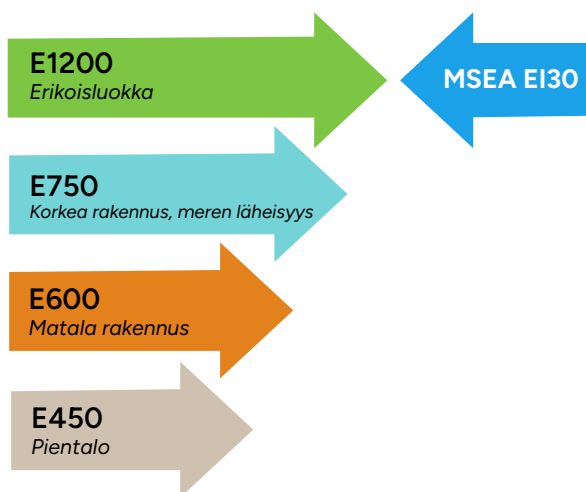 E1200
Erikoisluokka
MSEA EI30
E750
Korkea rakennus, meren läheisyys
E600
Matala rakennus
E450
Pientalo